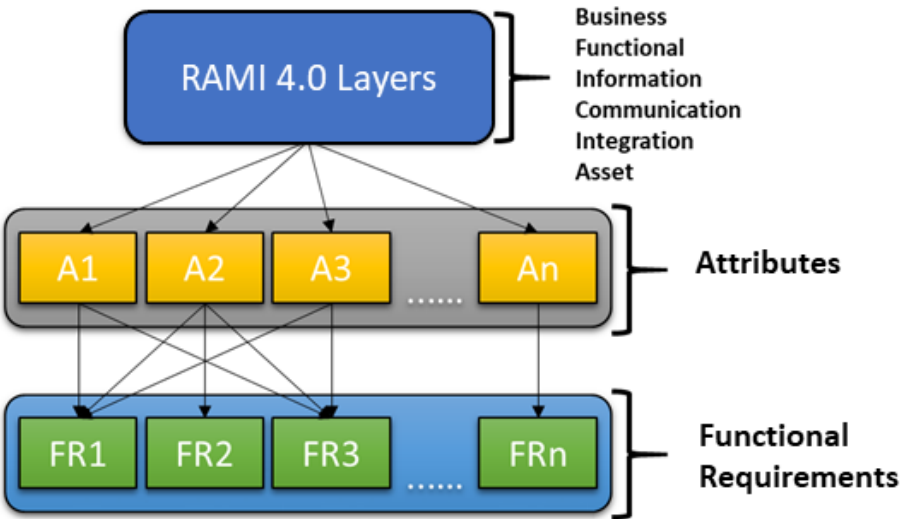 RAMI 4.0 Layers
Business
Functional
Information
Communication
Integration
Asset
A1 A2 A3 ...... An
Attributes
FR1 FR2 FR3 ...... FRn
Functional
Requirements